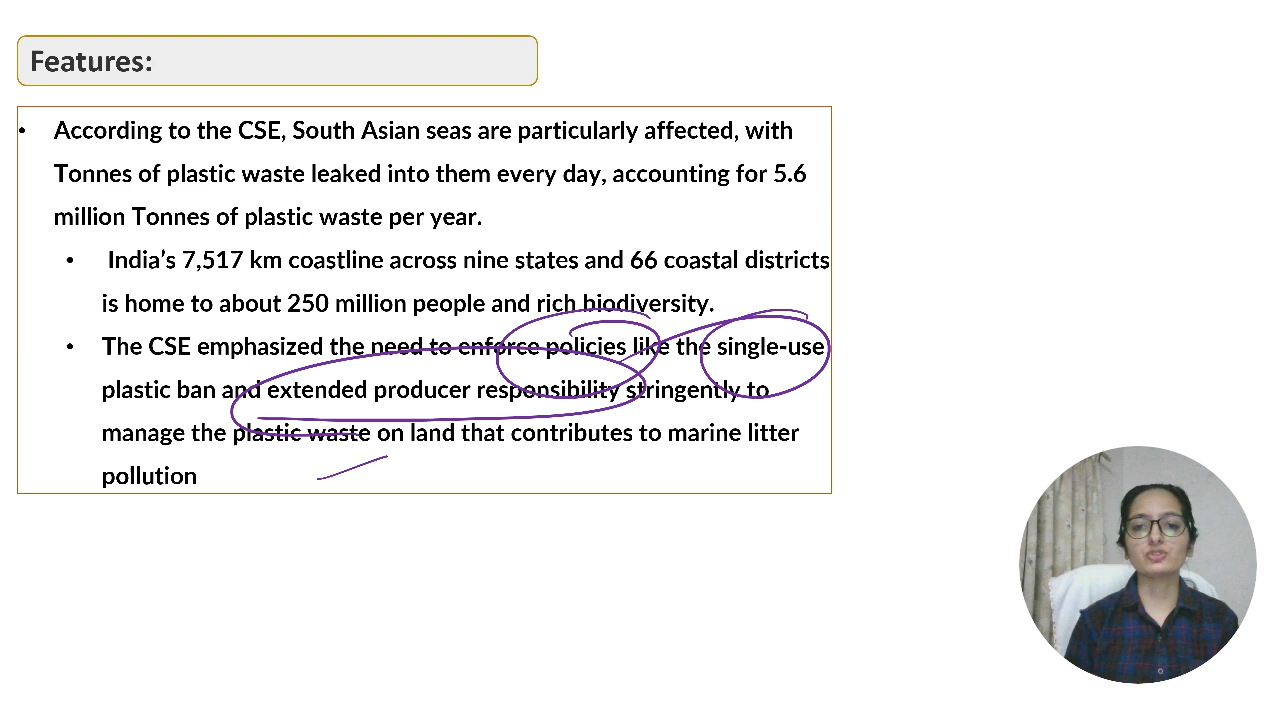 Features:
• According to the CSE, South Asian seas are particularly affected, with
Tonnes of plastic waste leaked into them every day, accounting for 5.6
million Tonnes of plastic waste per year.
• India’s 7,517 km coastline across nine states and 66 coastal districts
is home to about 250 million people and rich biodiversity.
• The CSE emphasized the need to enforce policies like the single-use
plastic ban and extended producer responsibility stringently to
manage the plastic waste on land that contributes to marine litter
pollution